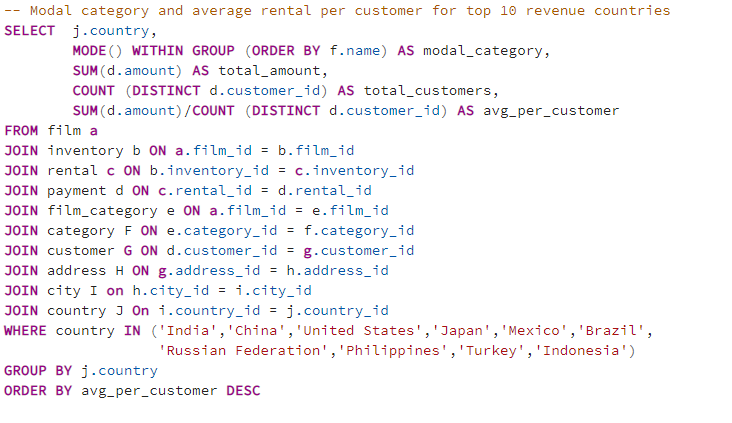 -- Modal category and average rental per customer for top 10 revenue countries
SELECT  j.country,
        MODE() WITHIN GROUP (ORDER BY f.name) AS modal_category,
        SUM(d.amount) AS total_amount,
        COUNT (DISTINCT d.customer_id) AS total_customers,
        SUM(d.amount)/COUNT (DISTINCT d.customer_id) AS avg_per_customer
FROM film a
JOIN inventory b ON a.film_id = b.film_id
JOIN rental c ON b.inventory_id = c.inventory_id
JOIN payment d ON c.rental_id = d.rental_id
JOIN film_category e ON a.film_id = e.film_id
JOIN category F ON e.category_id = f.category_id
JOIN customer G ON d.customer_id = g.customer_id
JOIN address H ON g.address_id = h.address_id
JOIN city I on h.city_id = i.city_id
JOIN country J On i.country_id = j.country_id
WHERE country IN ('India','China','United States','Japan','Mexico','Brazil',
                   'Russian Federation','Philippines','Turkey','Indonesia')
GROUP BY j.country
ORDER BY avg_per_customer DESC